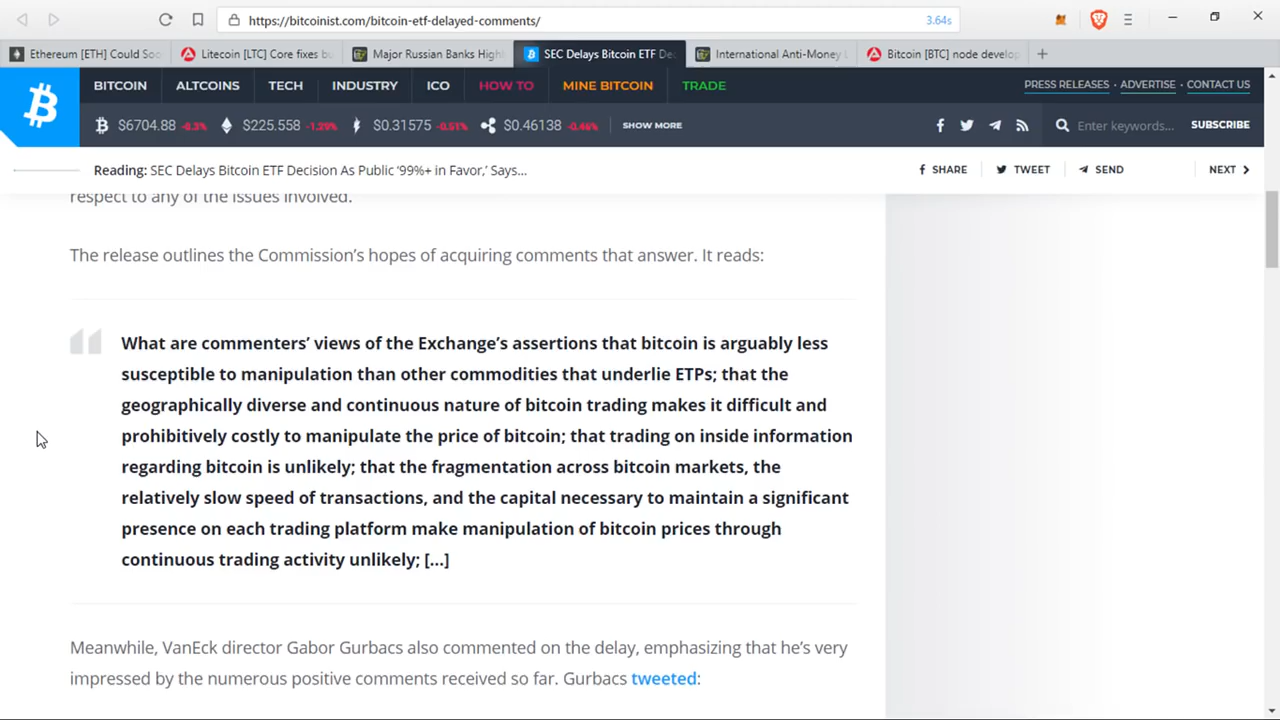 https://bitcoinist.com/bitcoin-etf-delayed-comments/
3.64s
Ethereum [ETH] Could Soo
Litecoin [LTC] Core fixes bu
Major Russian Banks High
SEC Delays Bitcoin ETF De
International Anti-Money L
Bitcoin [BTC] node develop
BITCOIN
ALTCOINS
TECH
INDUSTRY
ICO
HOW TO
MINE BITCOIN
TRADE
PRESS RELEASES · ADVERTISE · CONTACT US
$6704.88 -0.3%
$225.558 -1.29%
$0.31575 -0.51%
$0.46138 -0.46%
SHOW MORE
Enter keywords...
SUBSCRIBE
Reading: SEC Delays Bitcoin ETF Decision As Public '99%+ in Favor,' Says...
SHARE
TWEET
SEND
NEXT
respect to any of the issues involved.
The release outlines the Commission's hopes of acquiring comments that answer. It reads:
What are commenters' views of the Exchange's assertions that bitcoin is arguably less
susceptible to manipulation than other commodities that underlie ETPs; that the
geographically diverse and continuous nature of bitcoin trading makes it difficult and
prohibitively costly to manipulate the price of bitcoin; that trading on inside information
regarding bitcoin is unlikely; that the fragmentation across bitcoin markets, the
relatively slow speed of transactions, and the capital necessary to maintain a significant
presence on each trading platform make manipulation of bitcoin prices through
continuous trading activity unlikely; [...]
Meanwhile, VanEck director Gabor Gurbacs also commented on the delay, emphasizing that he's very
impressed by the numerous positive comments received so far. Gurbacs tweeted: